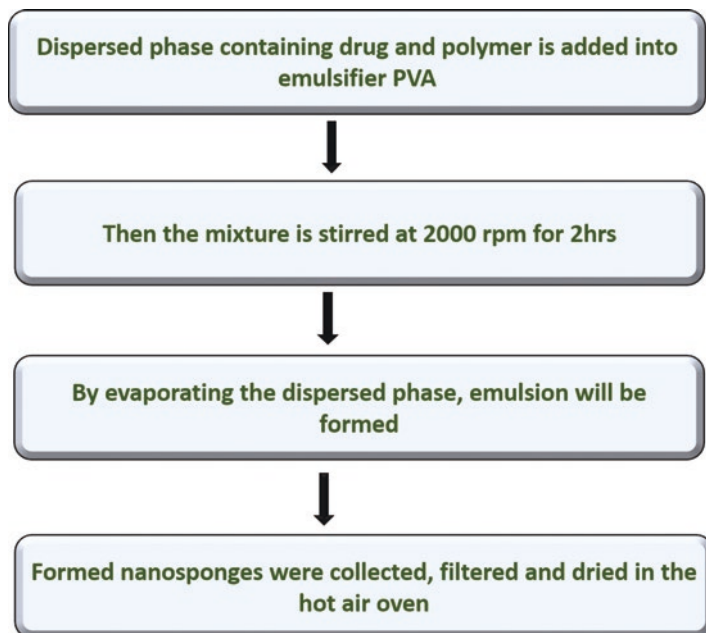 Dispersed phase containing drug and polymer is added into
emulsifier PVA
Then the mixture is stirred at 2000 rpm for 2hrs
By evaporating the dispersed phase, emulsion will be
formed
Formed nanosponges were collected, filtered and dried in the
hot air oven